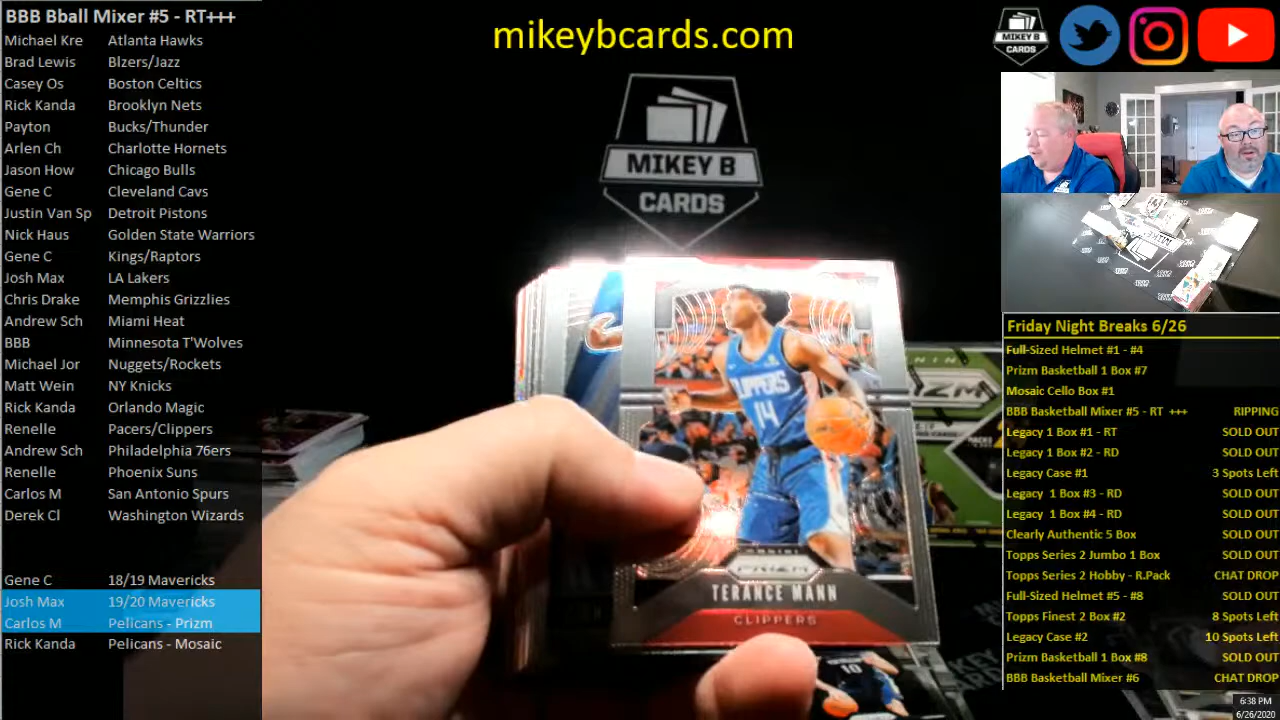 BBB Bball Mixer #5 - RT+++
Michael Kre Atlanta Hawks
Brad Lewis Blzers/Jazz
Casey Os Boston Celtics
Rick Kanda Brooklyn Nets
Payton Bucks/Thunder
Arlen Ch Charlotte Hornets
Jason How Chicago Bulls
Gene C Cleveland Cavs
Justin Van Sp Detroit Pistons
Nick Haus Golden State Warriors
Gene C Kings/Raptors
Josh Max LA Lakers
Chris Drake Memphis Grizzlies
Andrew Sch Miami Heat
BBB Minnesota T'Wolves
Michael Jor Nuggets/Rockets
Matt Wein NY Knicks
Rick Kanda Orlando Magic
Renelle Pacers/Clippers
Andrew Sch Philadelphia 76ers
Renelle Phoenix Suns
Carlos M San Antonio Spurs
Derek Cl Washington Wizards
Gene C 18/19 Mavericks
Josh Max 19/20 Mavericks
Carlos M Pelicans - Prizm
Rick Kanda Pelicans - Mosaic
mikeybcards.com
MIKEY B
CARDS
CLIPPERS
14
PRIZM
TERANCE MANN
CLIPPERS
PRIZM
10
MIKEY B
CARDS
Friday Night Breaks 6/26
Full-Sized Helmet #1 - #4
Prizm Basketball 1 Box #7
Mosaic Cello Box #1
BBB Basketball Mixer #5 - RT +++ RIPPING
Legacy 1 Box #1 - RT SOLD OUT
Legacy 1 Box #2 - RD SOLD OUT
Legacy Case #1 3 Spots Left
Legacy 1 Box #3 - RD SOLD OUT
Legacy 1 Box #4 - RD SOLD OUT
Clearly Authentic 5 Box SOLD OUT
Topps Series 2 Jumbo 1 Box SOLD OUT
Topps Series 2 Hobby - R.Pack CHAT DROP
Full-Sized Helmet #5 - #8 SOLD OUT
Topps Finest 2 Box #2 8 Spots Left
Legacy Case #2 10 Spots Left
Prizm Basketball 1 Box #8 SOLD OUT
BBB Basketball Mixer #6 CHAT DROP
6:38 PM
6/26/2020